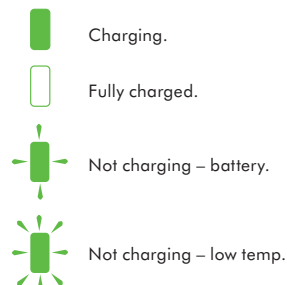 Charging.
Fully charged.
Not charging – battery.
Not charging – low temp.